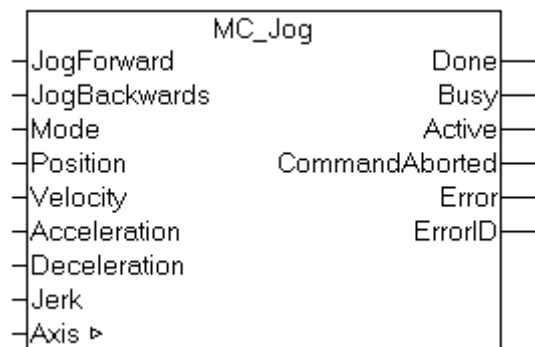 MC_Jog
JogForward Done
JogBackwards Busy
Mode Active
Position CommandAborted
Velocity Error
Acceleration ErrorID
Deceleration
Jerk
Axis ▹